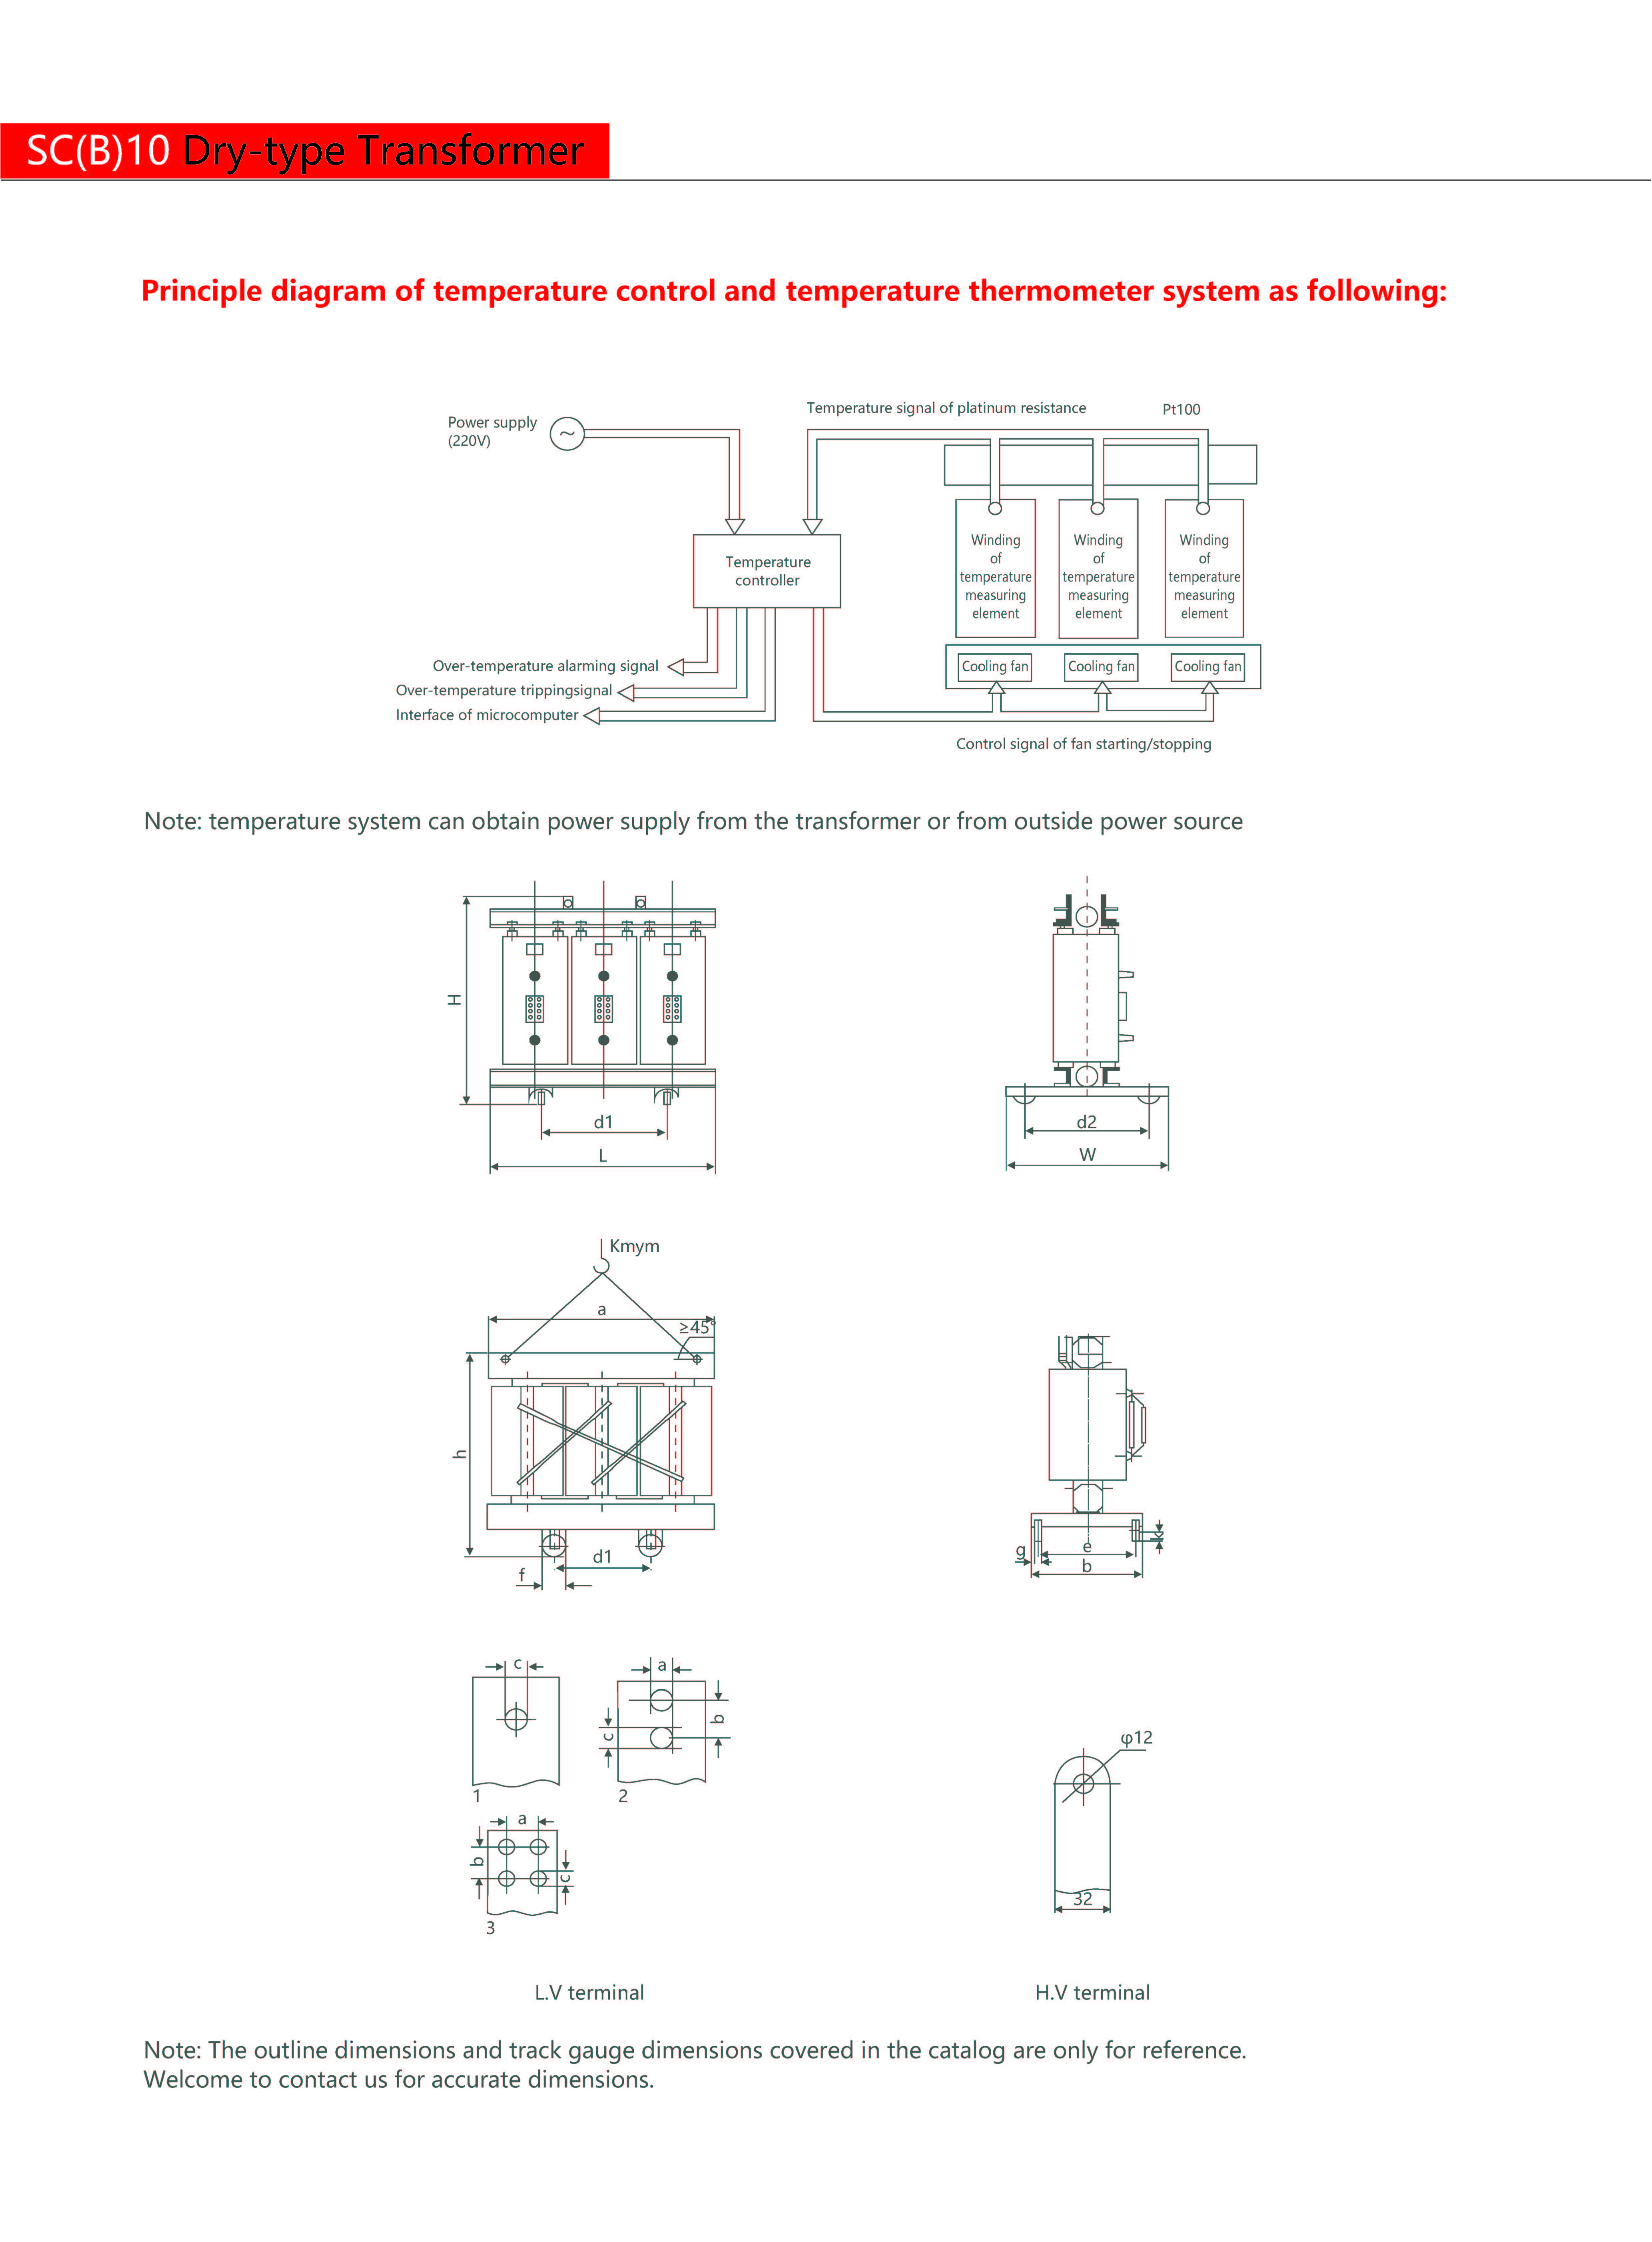 SC(B)10 Dry-type Transformer
Principle diagram of temperature control and temperature thermometer system as following:
Power supply
(220V)
~
Temperature signal of platinum resistance
Pt100
Temperature
controller
Winding
of
temperature
measuring
element
Winding
of
temperature
measuring
element
Winding
of
temperature
measuring
element
Cooling fan
Cooling fan
Cooling fan
Over-temperature alarming signal
Over-temperature trippingsignal
Interface of microcomputer
Control signal of fan starting/stopping
Note: temperature system can obtain power supply from the transformer or from outside power source
H
d1
L
d2
W
Kmym
a
≥45°
h
d1
f
g
e
b
k
c
1
a
b
c
2
a
b
c
3
φ12
32
L.V terminal
H.V terminal
Note: The outline dimensions and track gauge dimensions covered in the catalog are only for reference.
Welcome to contact us for accurate dimensions.